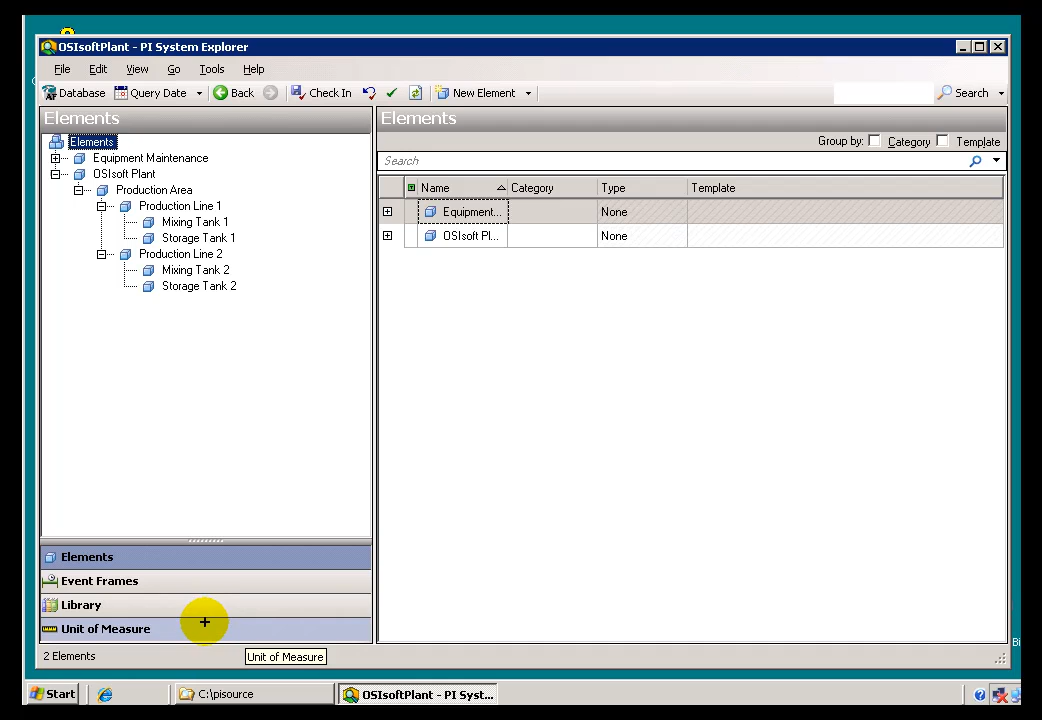 OSIsoftPlant - PI System Explorer
File Edit View Go Tools Help
Database Query Date Back Check In New Element Search
Elements
Elements
Equipment Maintenance
OSIsoft Plant
Production Area
Production Line 1
Mixing Tank 1
Storage Tank 1
Production Line 2
Mixing Tank 2
Storage Tank 2
Elements
Event Frames
Library
Unit of Measure
Elements
Group by: Category Template
Search
Name Category Type Template
Equipment... None
OSIsoft Pl... None
2 Elements
Unit of Measure
Bi
Start C:\pisource OSIsoftPlant - PI Syst...